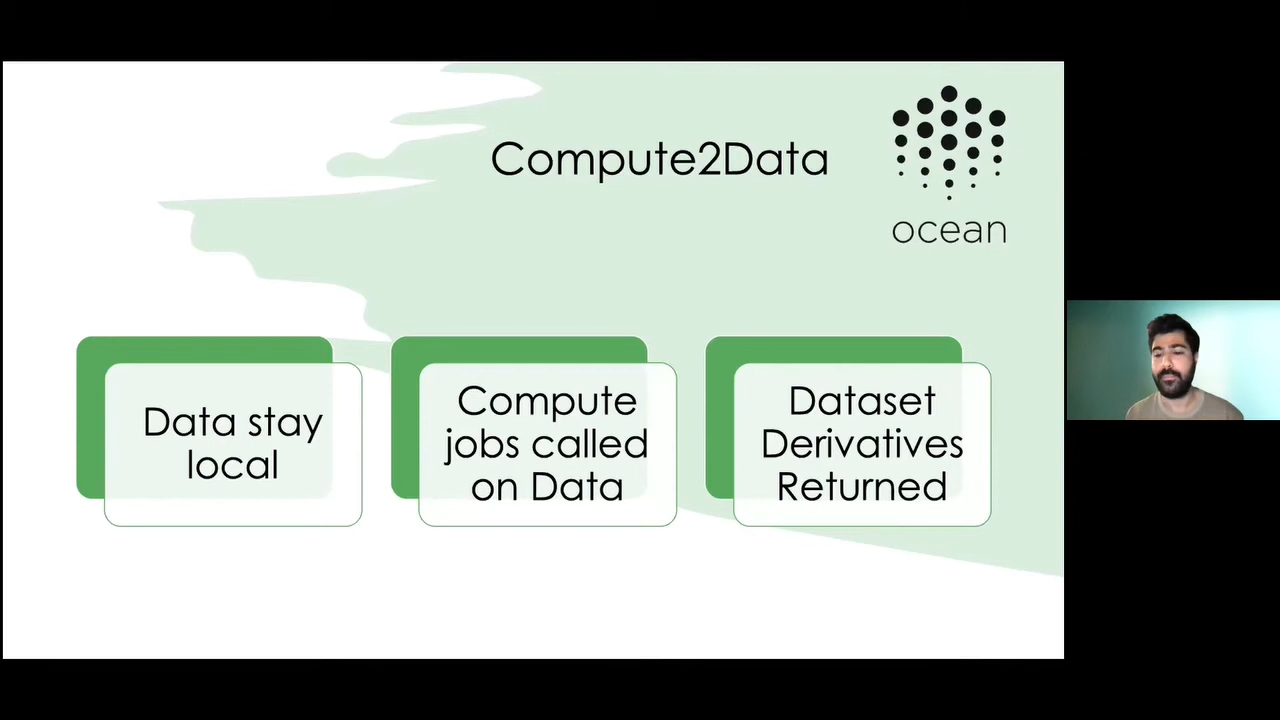 Compute2Data
ocean
Data stay
local
Compute
jobs called
on Data
Dataset
Derivatives
Returned